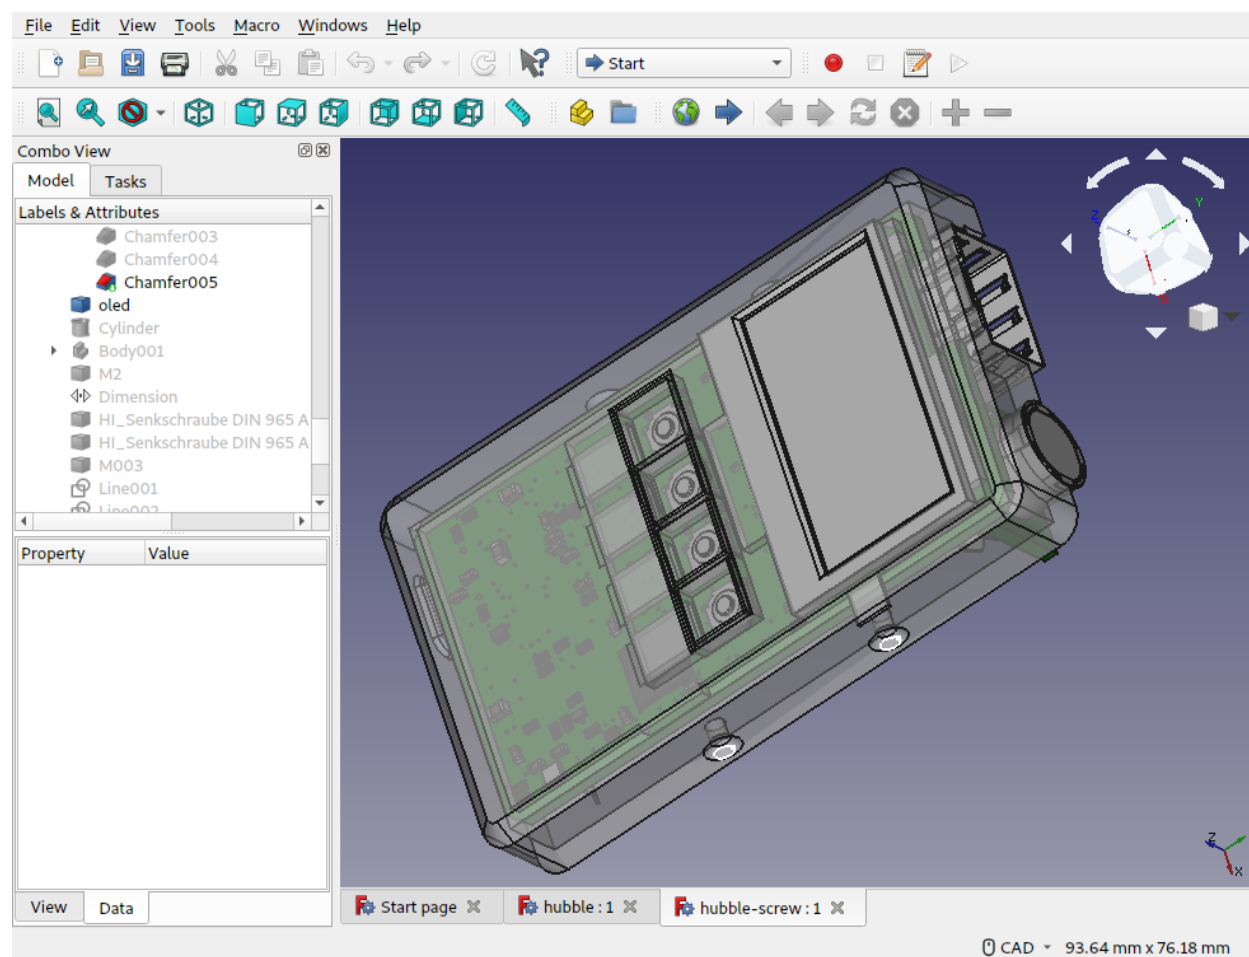 File Edit View Tools Macro Windows Help
Start
Combo View
Model Tasks
Labels & Attributes
Chamfer003
Chamfer004
Chamfer005
oled
Cylinder
Body001
M2
Dimension
HI_Senkschraube DIN 965 A
HI_Senkschraube DIN 965 A
M003
Line001
Line002
Property Value
View Data
Z
Y
X
Z
X
Start page hubble : 1 hubble-screw : 1
CAD 93.64 mm x 76.18 mm